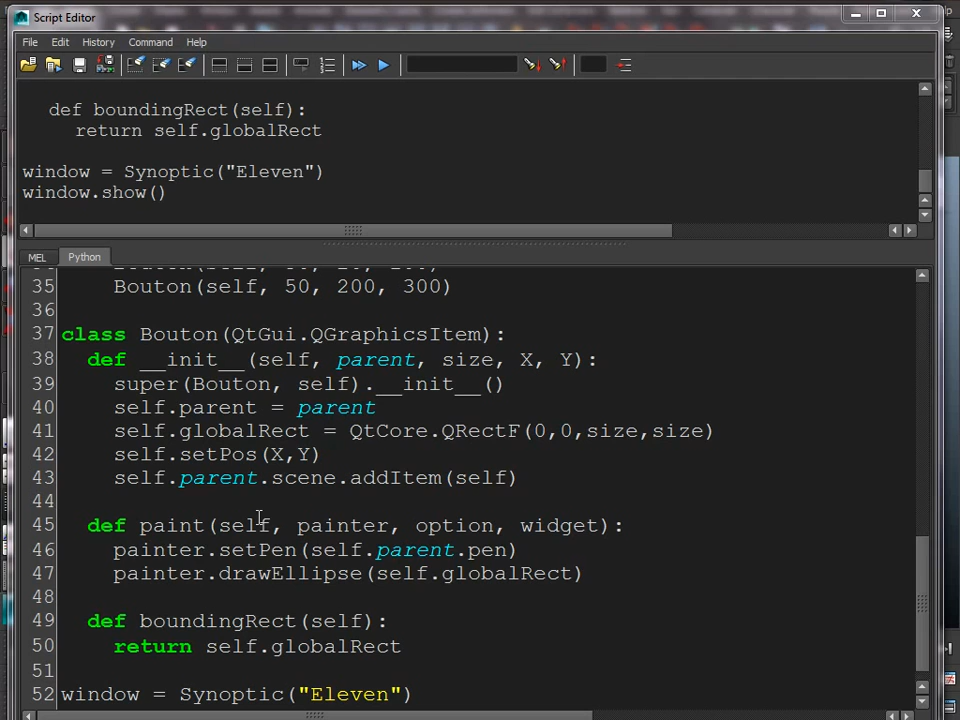 Script Editor
File Edit History Command Help
def boundingRect(self):
return self.globalRect
window = Synoptic("Eleven")
window.show()
MEL Python
35 Bouton(self, 50, 200, 300)
36
37 class Bouton(QtGui.QGraphicsItem):
38 def __init__(self, parent, size, X, Y):
39 super(Bouton, self).__init__()
40 self.parent = parent
41 self.globalRect = QtCore.QRectF(0,0,size,size)
42 self.setPos(X,Y)
43 self.parent.scene.addItem(self)
44
45 def paint(self, painter, option, widget):
46 painter.setPen(self.parent.pen)
47 painter.drawEllipse(self.globalRect)
48
49 def boundingRect(self):
50 return self.globalRect
51
52 window = Synoptic("Eleven")